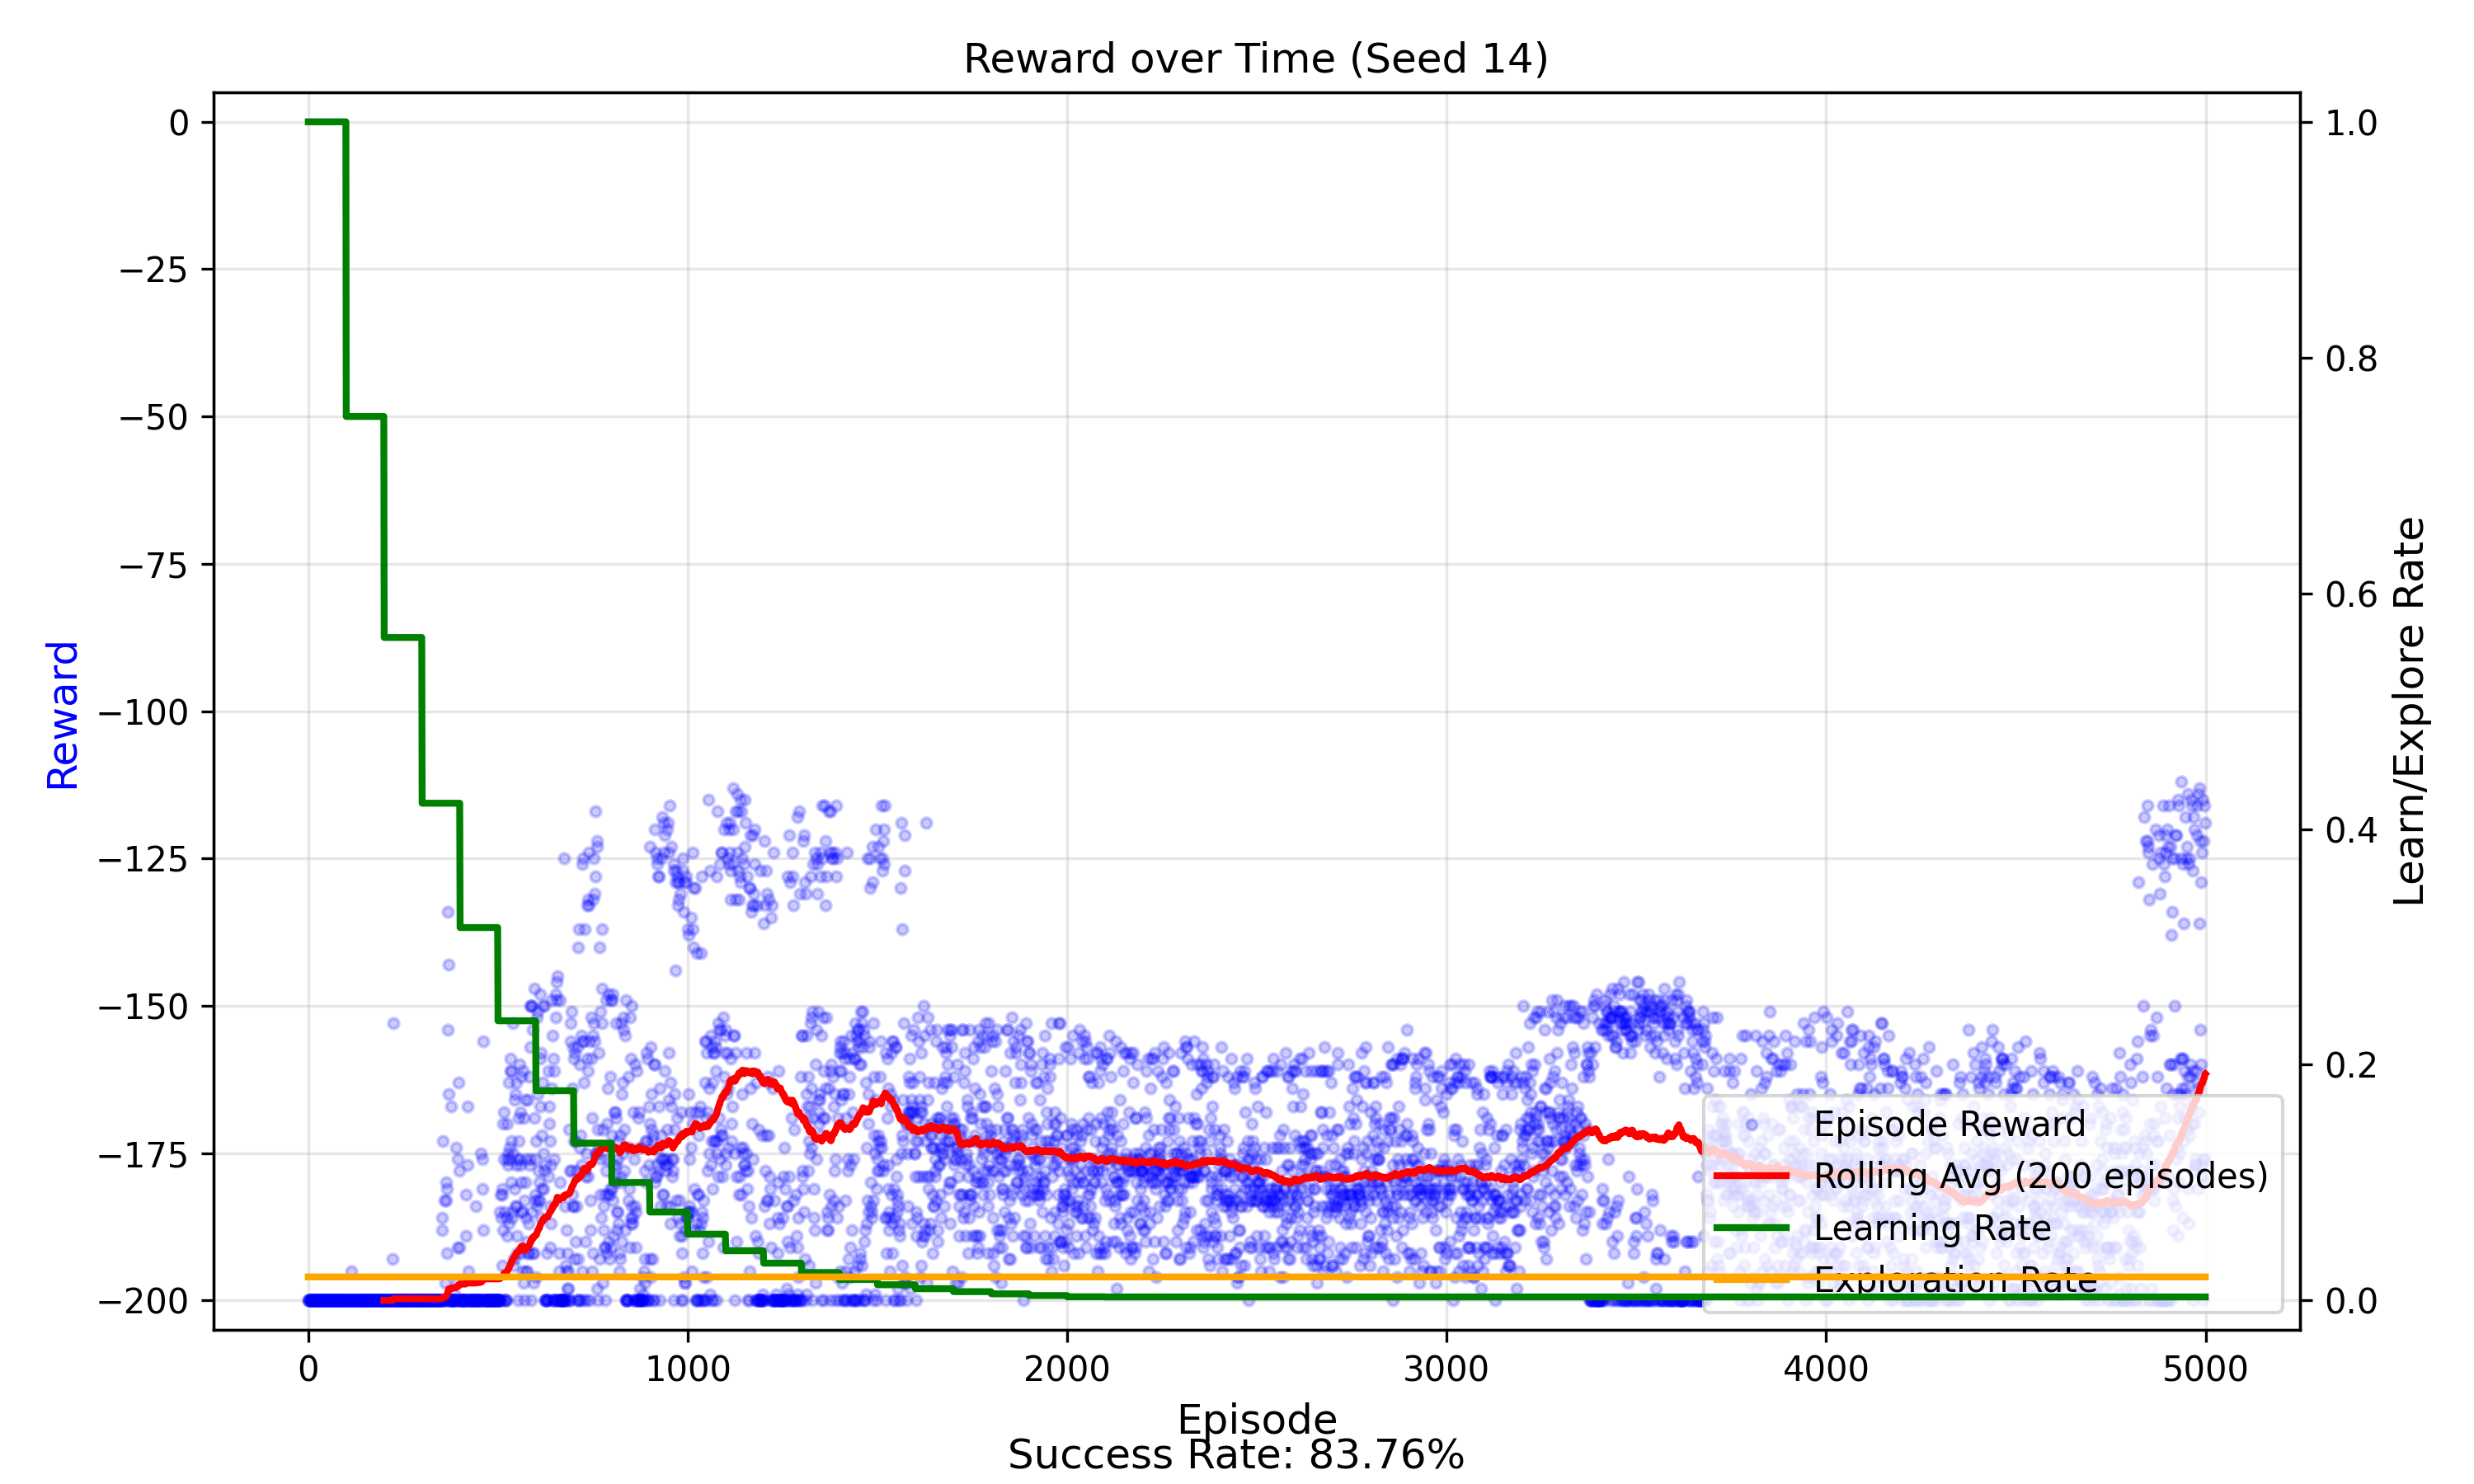 Reward over Time (Seed 14)
0
−25
−50
−75
−100
−125
−150
−175
−200
Reward
1.0
0.8
0.6
0.4
0.2
0.0
Learn/Explore Rate
Episode Reward
Rolling Avg (200 episodes)
Learning Rate
Exploration Rate
0 1000 2000 3000 4000 5000
Episode
Success Rate: 83.76%